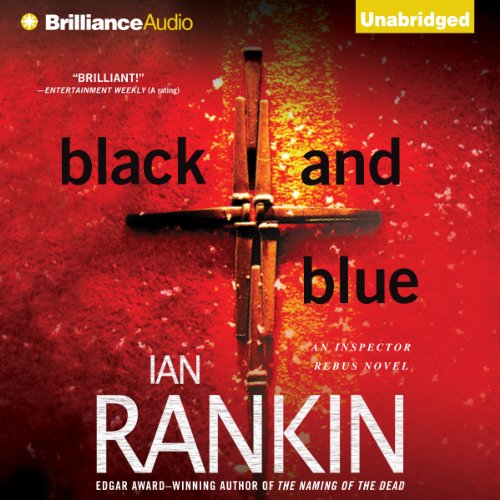 BrillianceAudio
Unabridged
"BRILLIANT!"
—ENTERTAINMENT WEEKLY (A rating)
black and
blue
AN INSPECTOR
REBUS NOVEL
IAN
RANKIN
EDGAR AWARD–WINNING AUTHOR OF THE NAMING OF THE DEAD